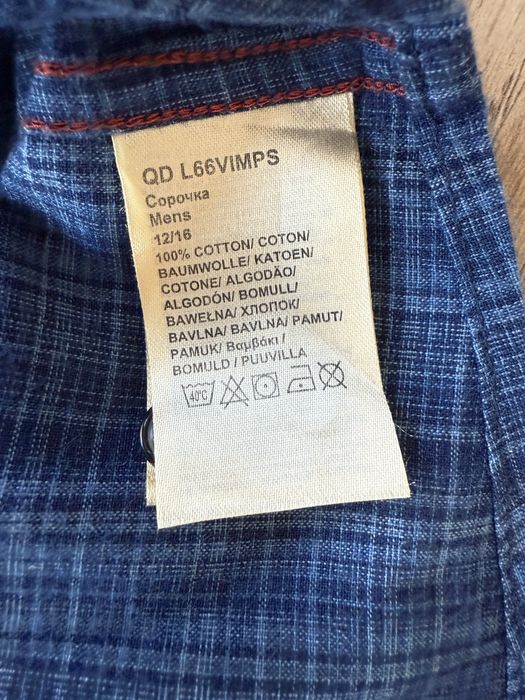 QD L66VIMPS
Сорочка
Mens
12/16
100% COTTON/ COTON/
BAUMWOLLE/ KATOEN/
COTONE/ ALGODÃO/
ALGODÓN/ BOMULL/
BAWEŁNA/ ХЛОПОК/
BAVLNA/ BAVLNA/ PAMUT/
PAMUK/ Βαμβάκι /
BOMULD / PUUVILLA
40°C